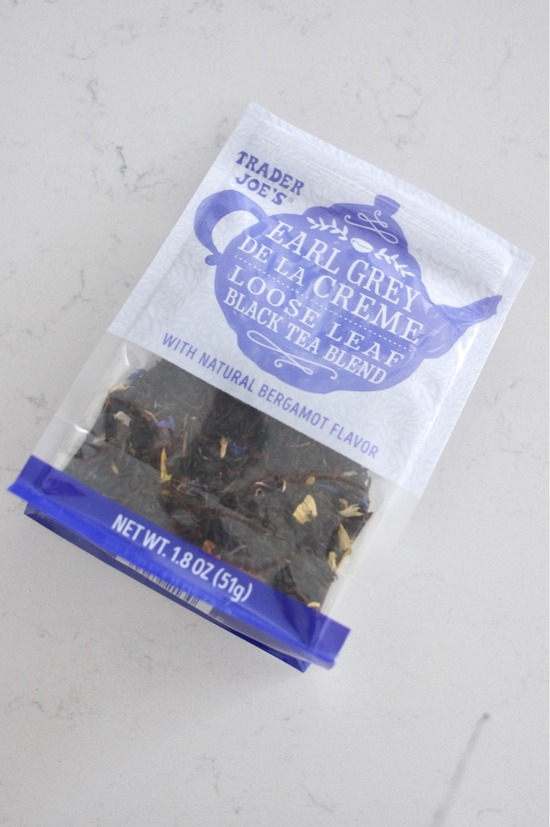 TRADER
JOE'S®
EARL GREY
DE LA CREME
LOOSE LEAF
BLACK TEA BLEND
WITH NATURAL BERGAMOT FLAVOR
NET WT. 1.8 OZ (51g)